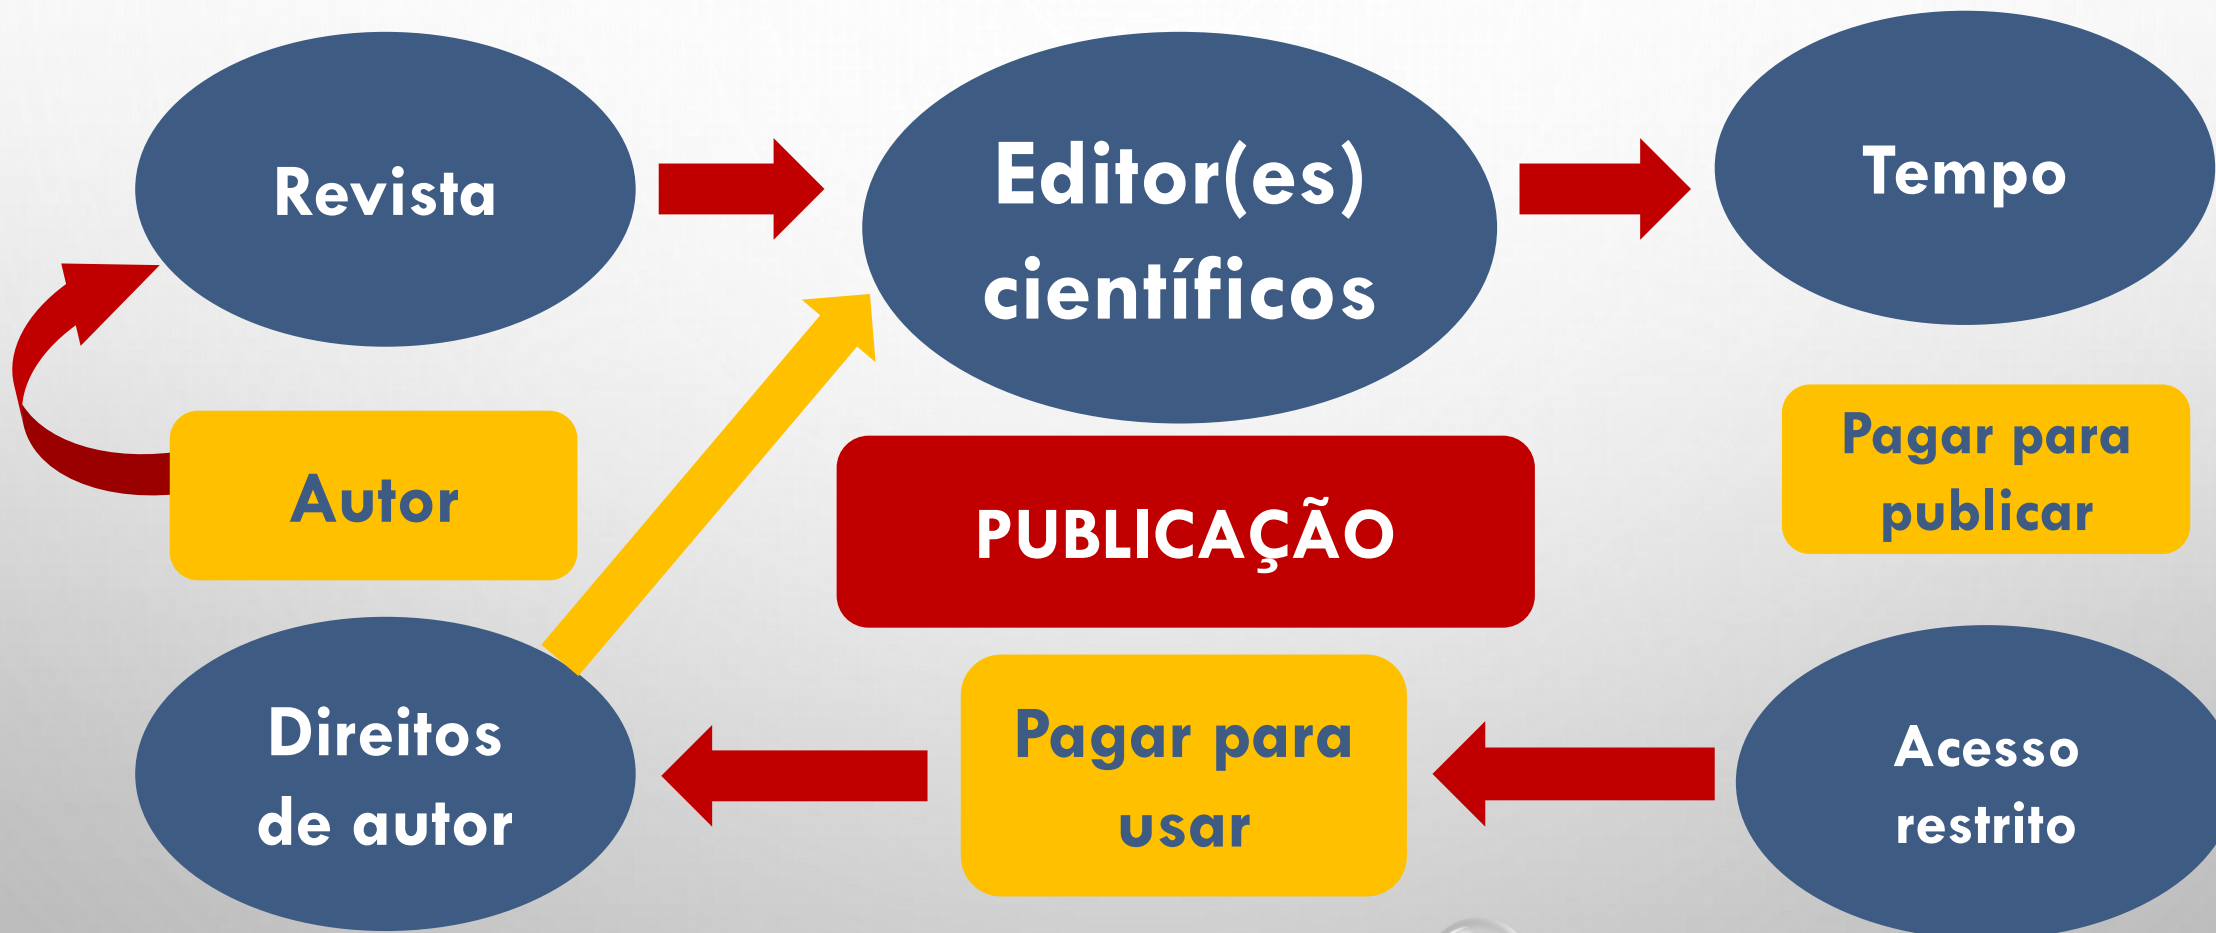 Revista
Editor(es)
científicos
Tempo
Autor
PUBLICAÇÃO
Pagar para
publicar
Direitos
de autor
Pagar para
usar
Acesso
restrito